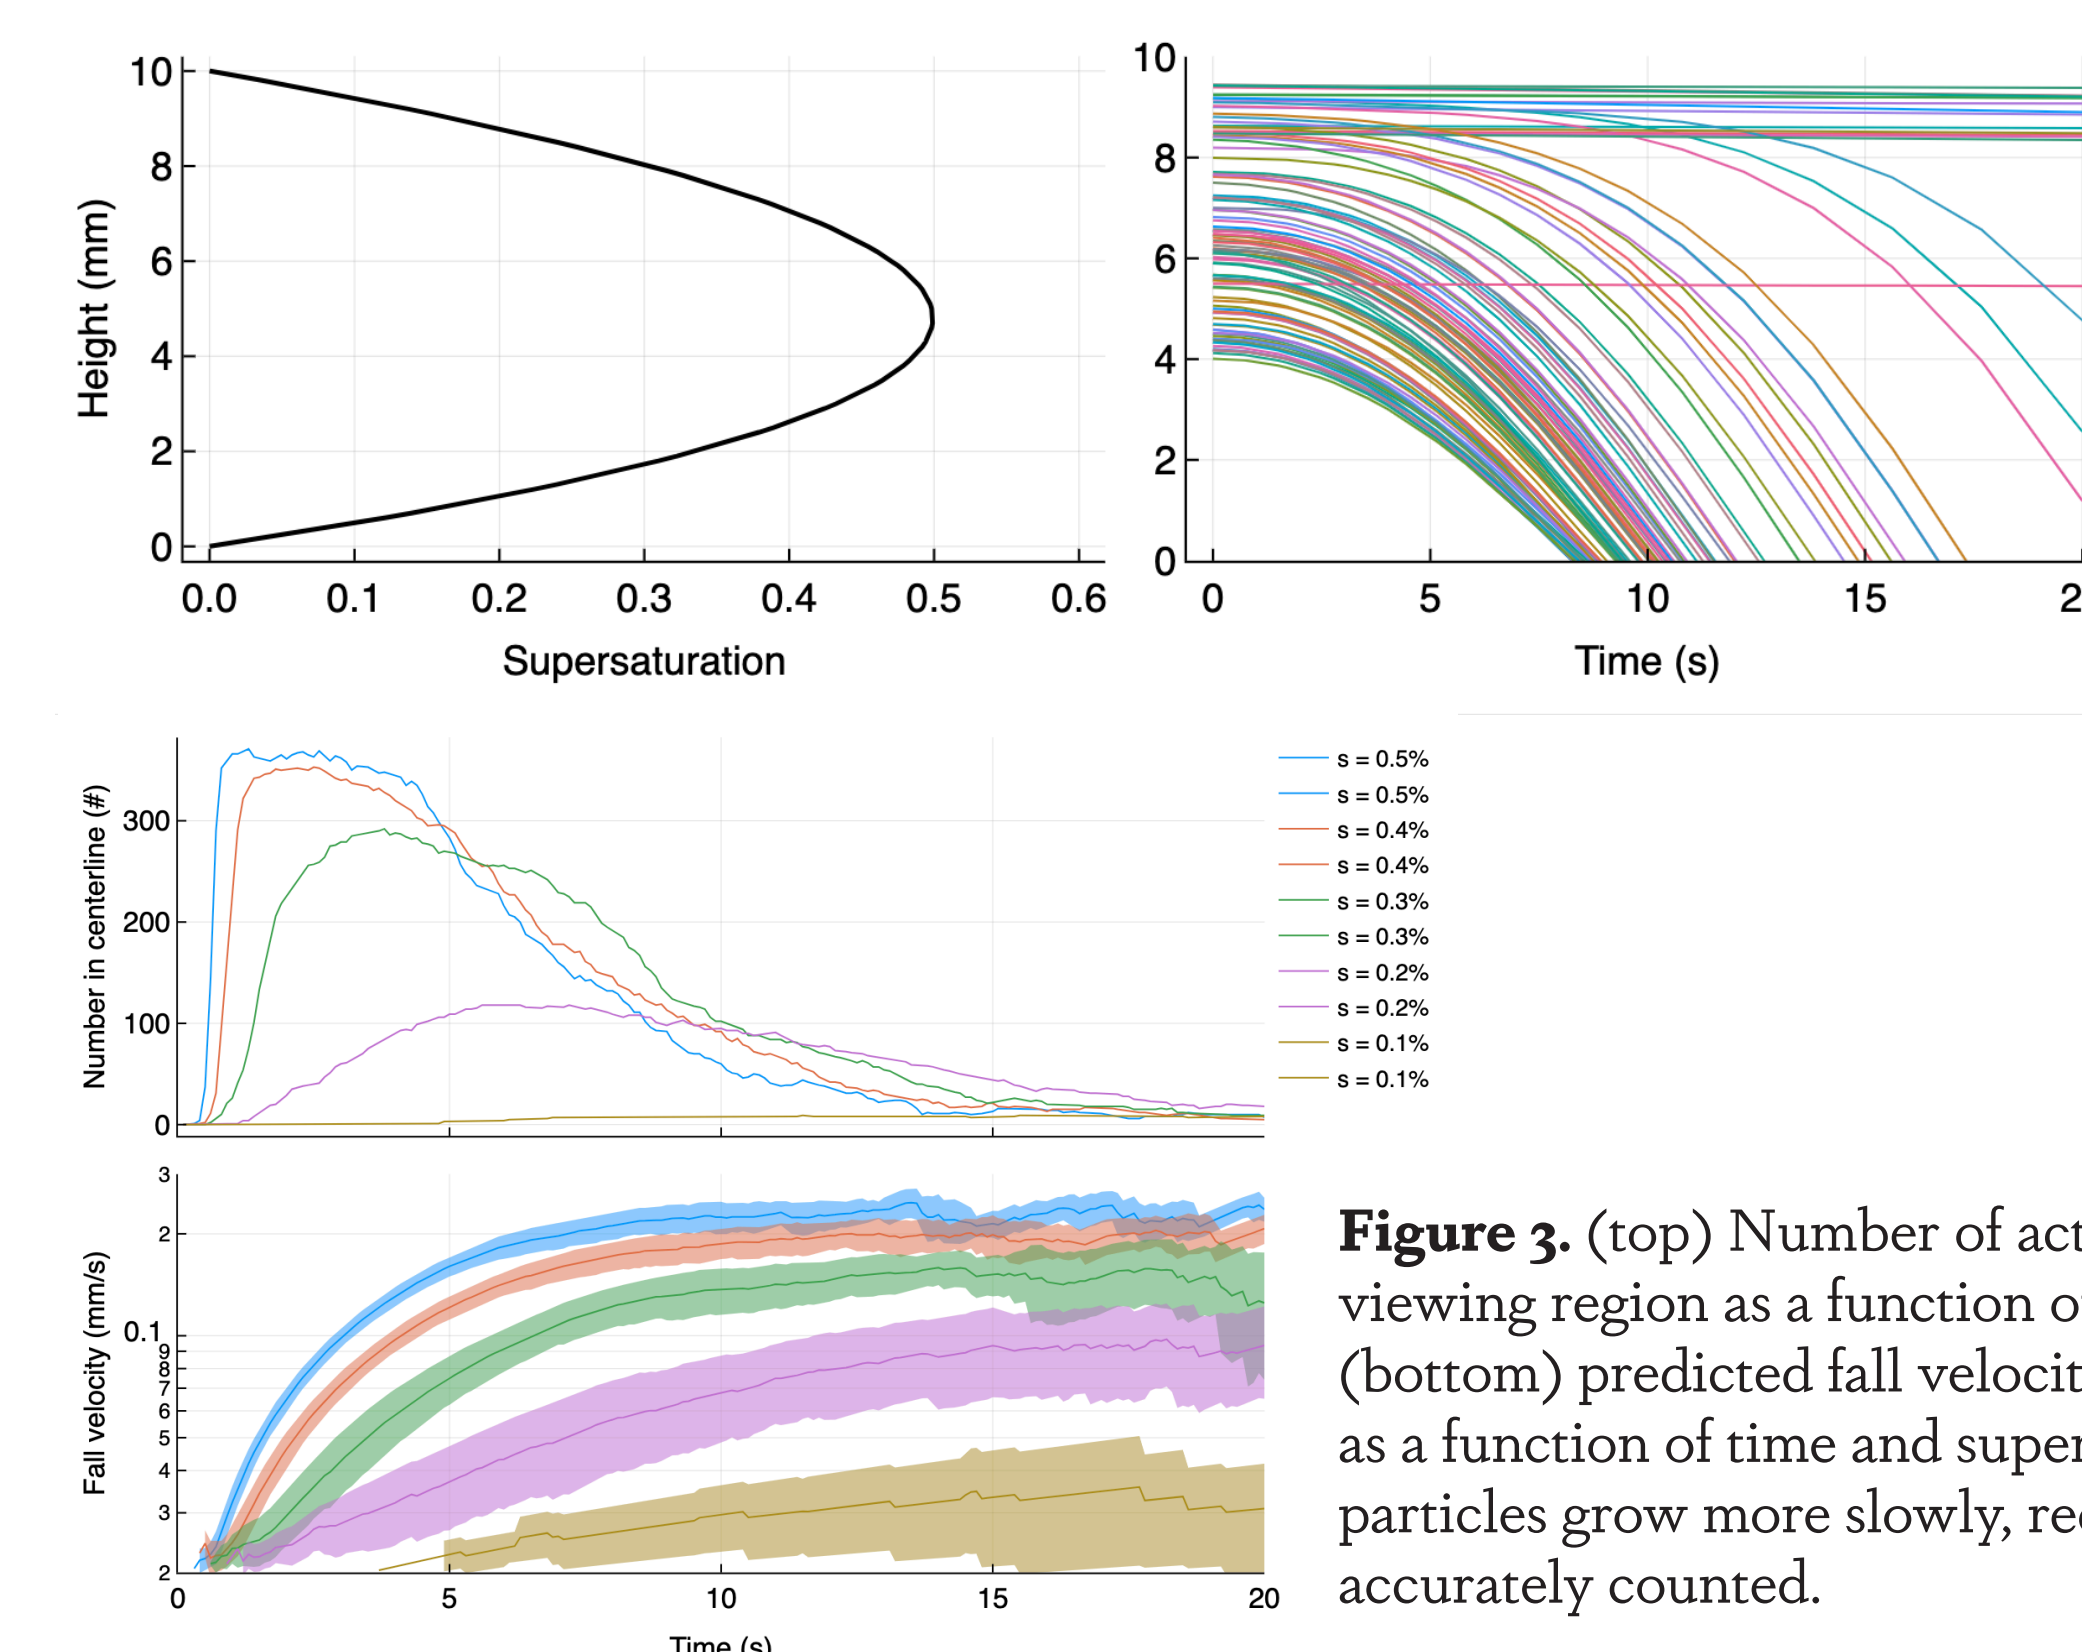 10
8
6
4
2
0
Height (mm)
0.0 0.1 0.2 0.3 0.4 0.5 0.6
Supersaturation
10
8
6
4
2
0
0 5 10 15
Time (s)
300
200
100
0
Number in centerline (#)
s = 0.5%
s = 0.5%
s = 0.4%
s = 0.4%
s = 0.3%
s = 0.3%
s = 0.2%
s = 0.2%
s = 0.1%
s = 0.1%
3
2
0.1
9
8
7
6
5
4
3
2
Fall velocity (mm/s)
0 5 10 15 20
Time (s)
Figure 3. (top) Number of act
viewing region as a function o
(bottom) predicted fall velocit
as a function of time and super
particles grow more slowly, re
accurately counted.